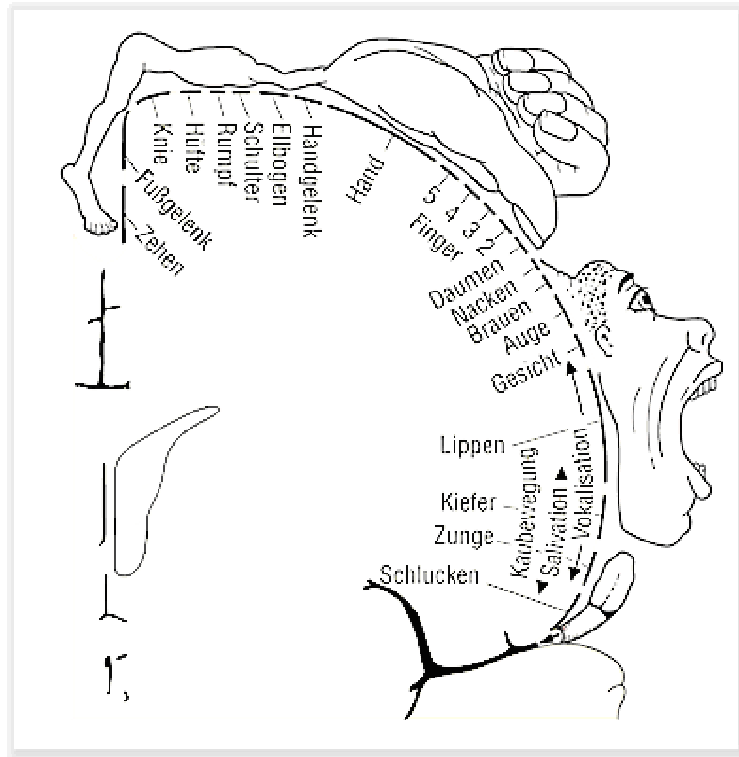 Zehen
Fußgelenk
Knie
Hüfte
Rumpf
Schulter
Ellbogen
Handgelenk
Hand
5 4 3 2
Finger
Daumen
Nacken
Brauen
Auge
Gesicht
Lippen
Kiefer
Zunge
Schlucken
Kaubewegung
Salivation
Vokalisation